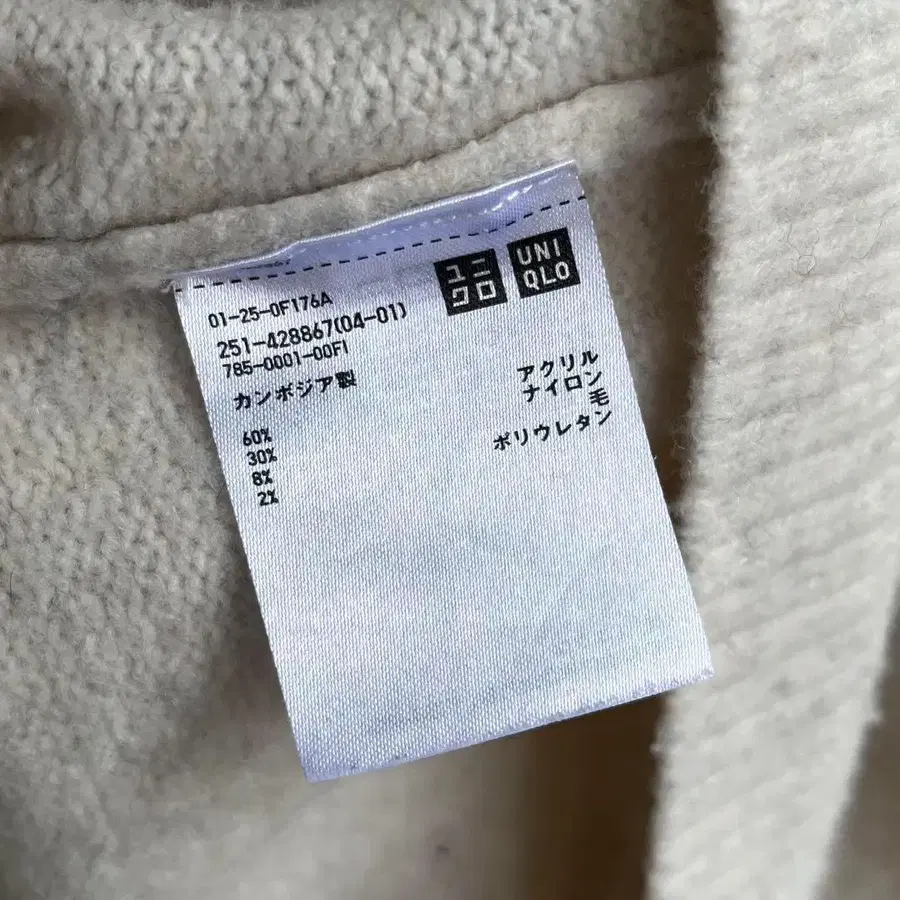 ユニ
クロ
UNI
QLO
01-25-0F176A
251-428867(04-01)
785-0001-00FI
カンボジア製
60% アクリル
30% ナイロン
8% 毛
2% ポリウレタン